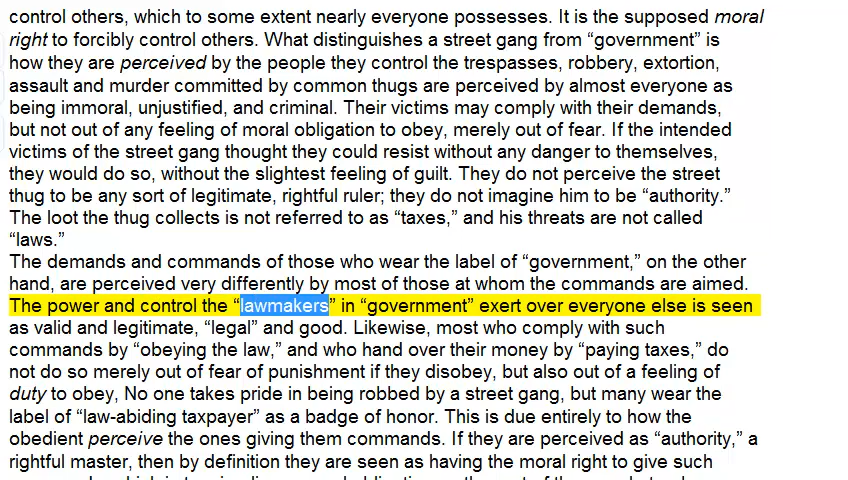 control others, which to some extent nearly everyone possesses. It is the supposed moral
right to forcibly control others. What distinguishes a street gang from “government” is
how they are perceived by the people they control the trespasses, robbery, extortion,
assault and murder committed by common thugs are perceived by almost everyone as
being immoral, unjustified, and criminal. Their victims may comply with their demands,
but not out of any feeling of moral obligation to obey, merely out of fear. If the intended
victims of the street gang thought they could resist without any danger to themselves,
they would do so, without the slightest feeling of guilt. They do not perceive the street
thug to be any sort of legitimate, rightful ruler; they do not imagine him to be “authority.”
The loot the thug collects is not referred to as “taxes,” and his threats are not called
“laws.”
The demands and commands of those who wear the label of “government,” on the other
hand, are perceived very differently by most of those at whom the commands are aimed.
The power and control the “lawmakers” in “government” exert over everyone else is seen
as valid and legitimate, “legal” and good. Likewise, most who comply with such
commands by “obeying the law,” and who hand over their money by “paying taxes,” do
not do so merely out of fear of punishment if they disobey, but also out of a feeling of
duty to obey, No one takes pride in being robbed by a street gang, but many wear the
label of “law-abiding taxpayer” as a badge of honor. This is due entirely to how the
obedient perceive the ones giving them commands. If they are perceived as “authority,” a
rightful master, then by definition they are seen as having the moral right to give such